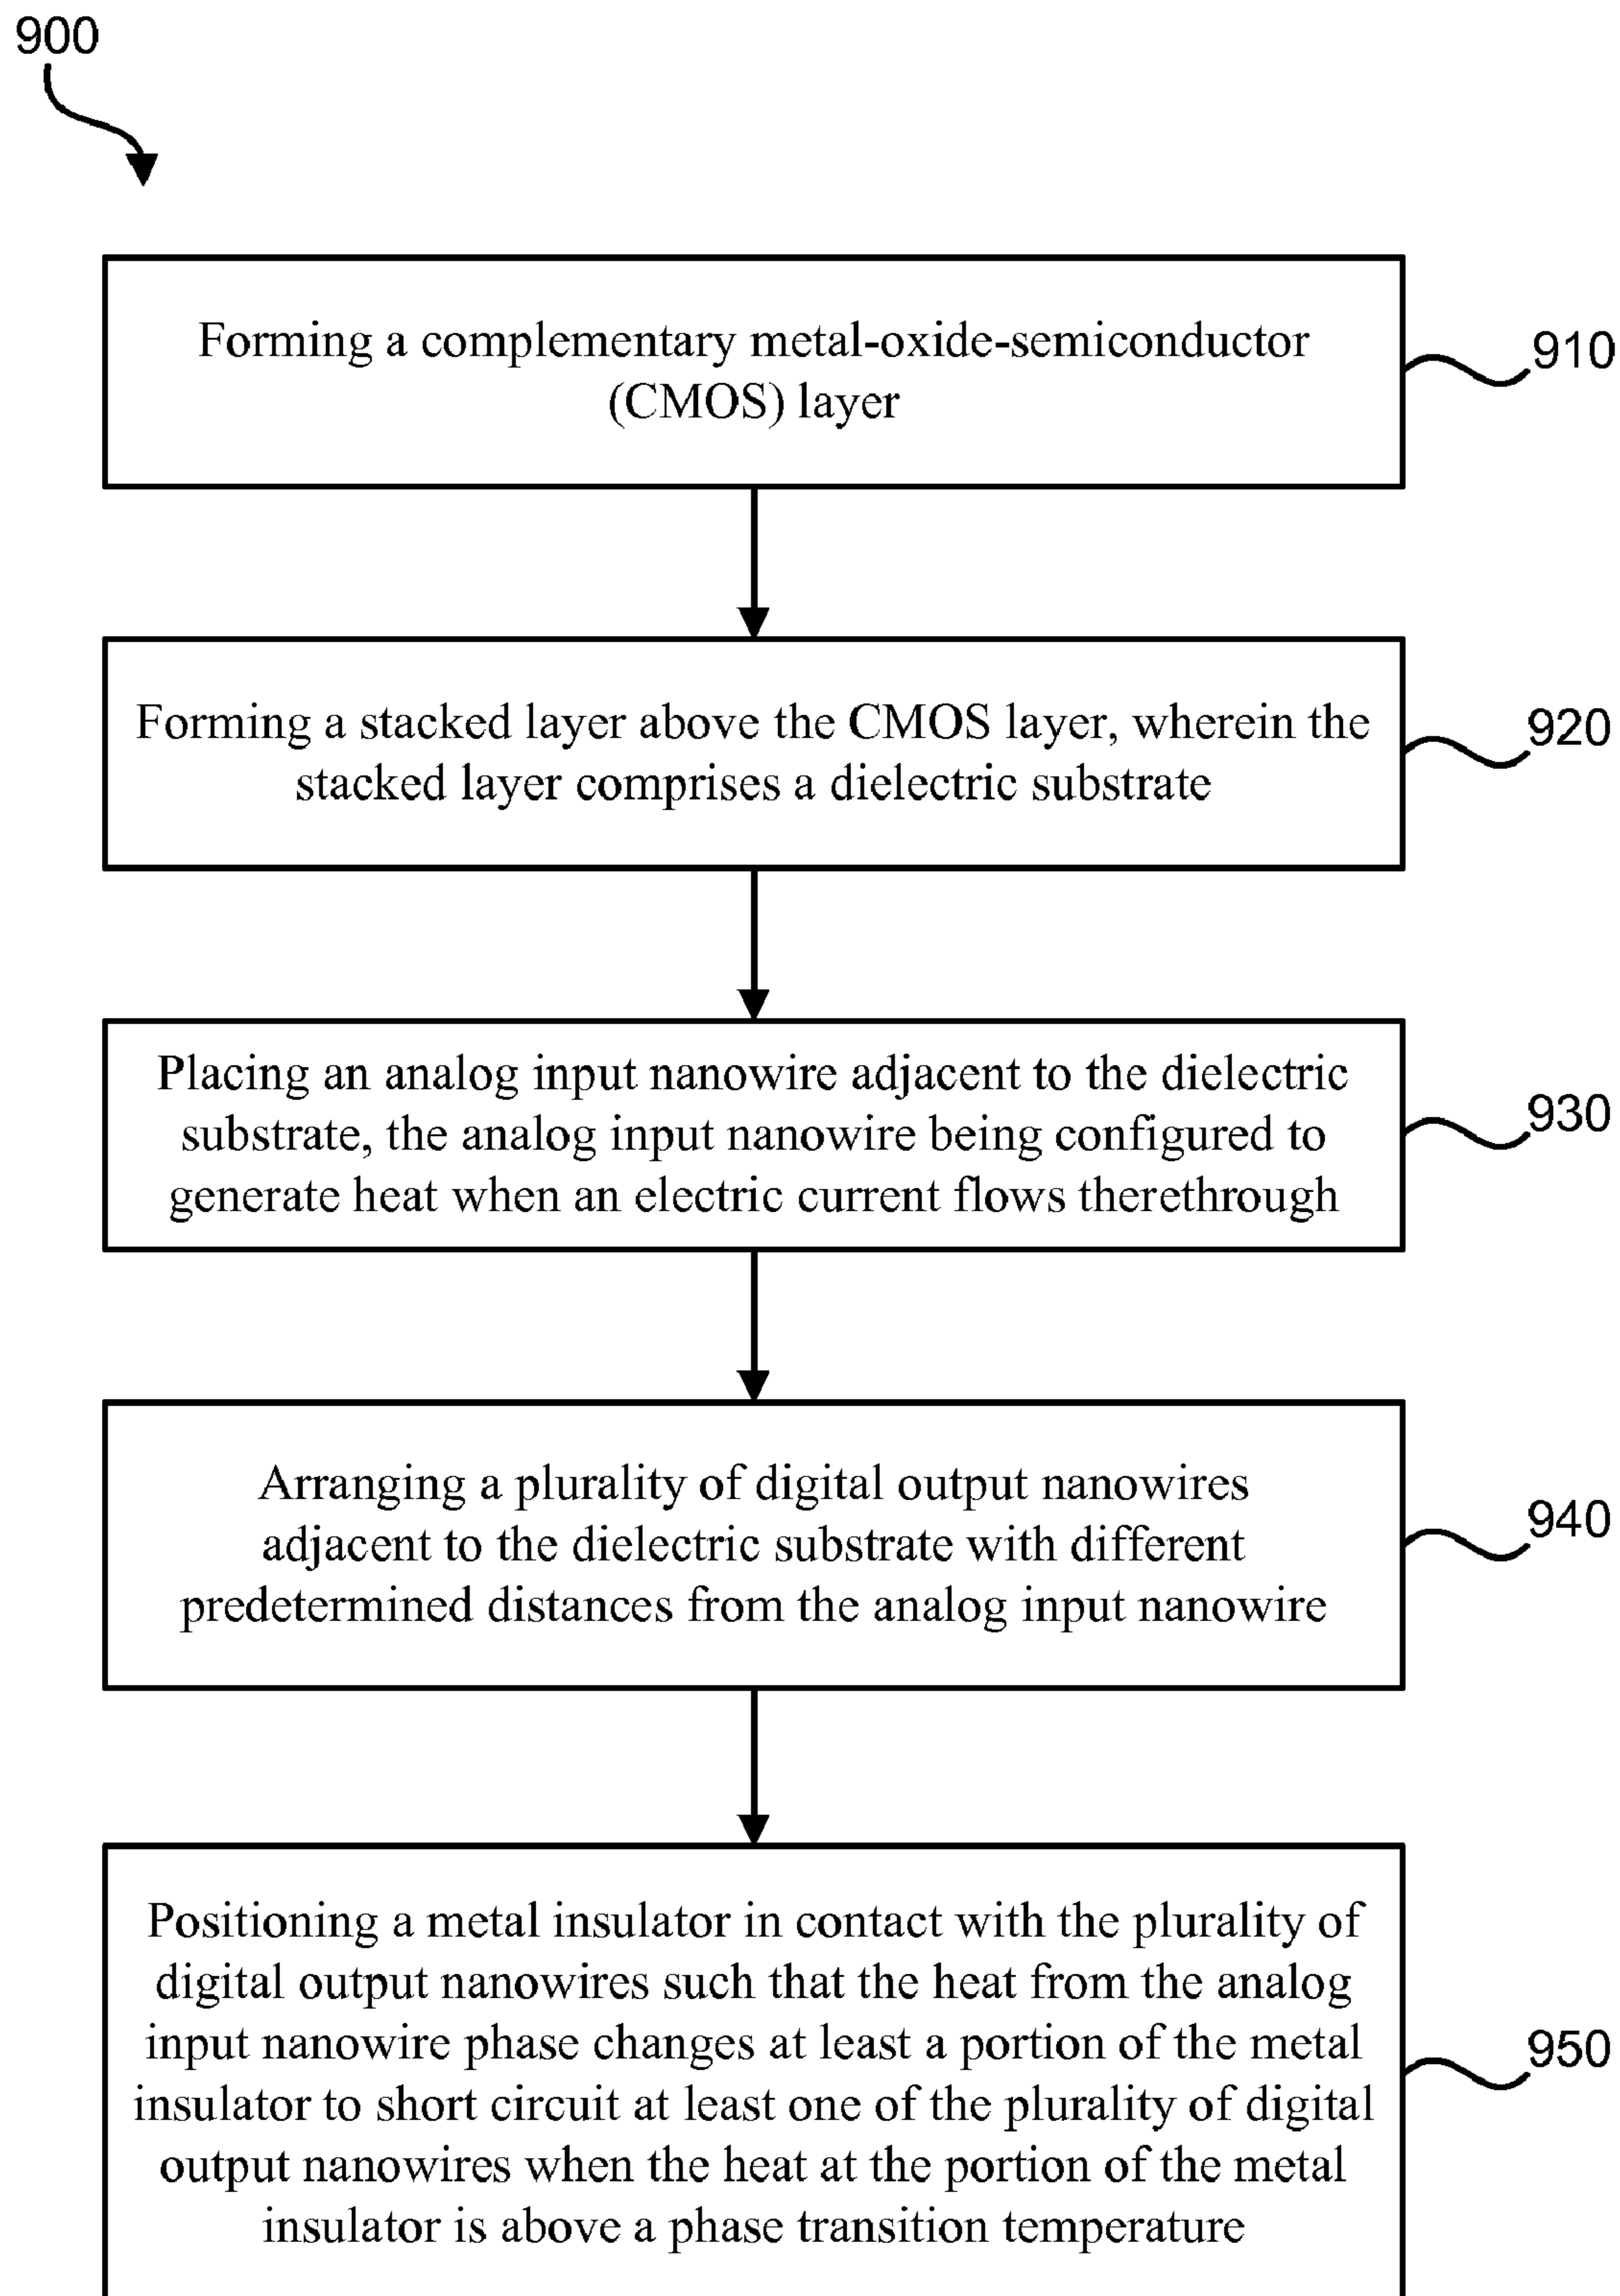 900
Forming a complementary metal-oxide-semiconductor
(CMOS) layer
910
Forming a stacked layer above the CMOS layer, wherein the
stacked layer comprises a dielectric substrate
920
Placing an analog input nanowire adjacent to the dielectric
substrate, the analog input nanowire being configured to
generate heat when an electric current flows therethrough
930
Arranging a plurality of digital output nanowires
adjacent to the dielectric substrate with different
predetermined distances from the analog input nanowire
940
Positioning a metal insulator in contact with the plurality of
digital output nanowires such that the heat from the analog
input nanowire phase changes at least a portion of the metal
insulator to short circuit at least one of the plurality of digital
output nanowires when the heat at the portion of the metal
insulator is above a phase transition temperature
950